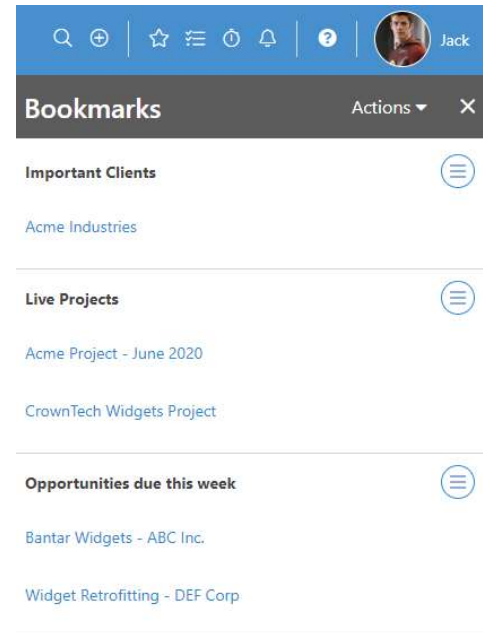 Jack
Bookmarks Actions
Important Clients
Acme Industries
Live Projects
Acme Project - June 2020
CrownTech Widgets Project
Opportunities due this week
Bantar Widgets - ABC Inc.
Widget Retrofitting - DEF Corp